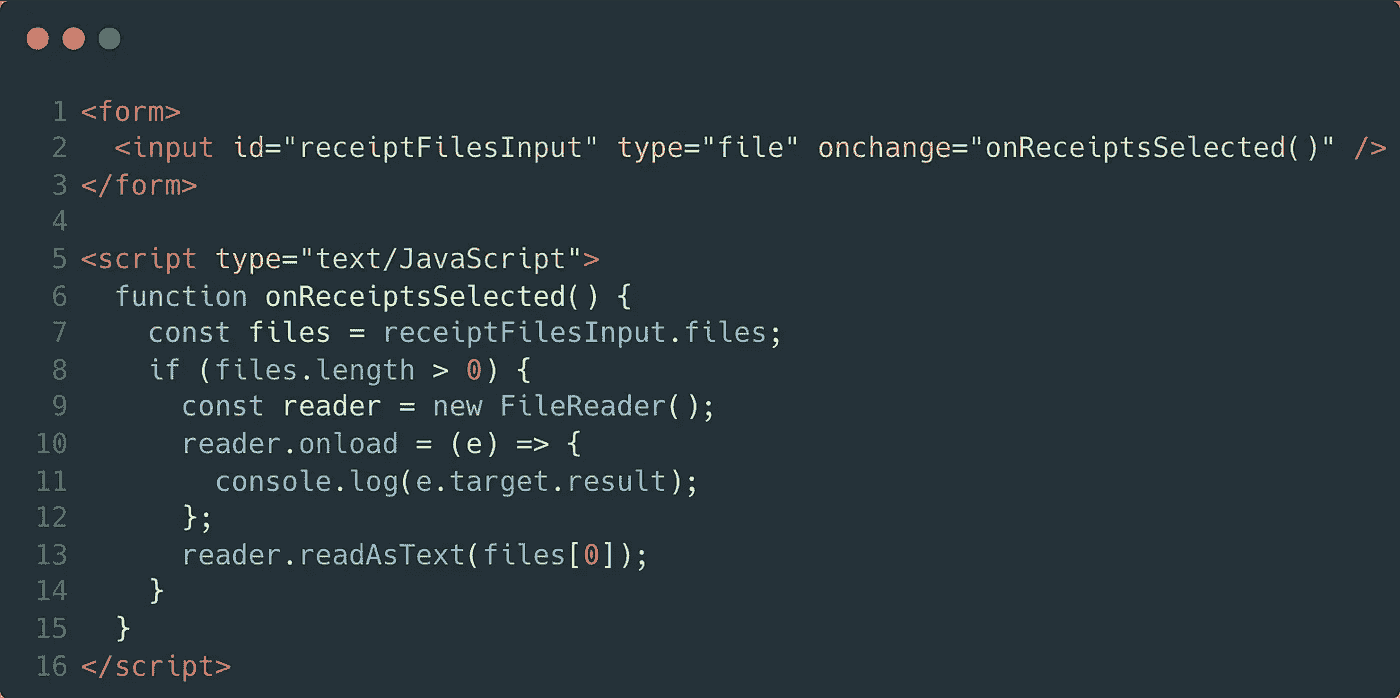 1 <form>
2   <input id="receiptFilesInput" type="file" onchange="onReceiptsSelected()" />
3 </form>
4
5 <script type="text/JavaScript">
6   function onReceiptsSelected() {
7     const files = receiptFilesInput.files;
8     if (files.length > 0) {
9       const reader = new FileReader();
10       reader.onload = (e) => {
11         console.log(e.target.result);
12       };
13       reader.readAsText(files[0]);
14     }
15   }
16 </script>